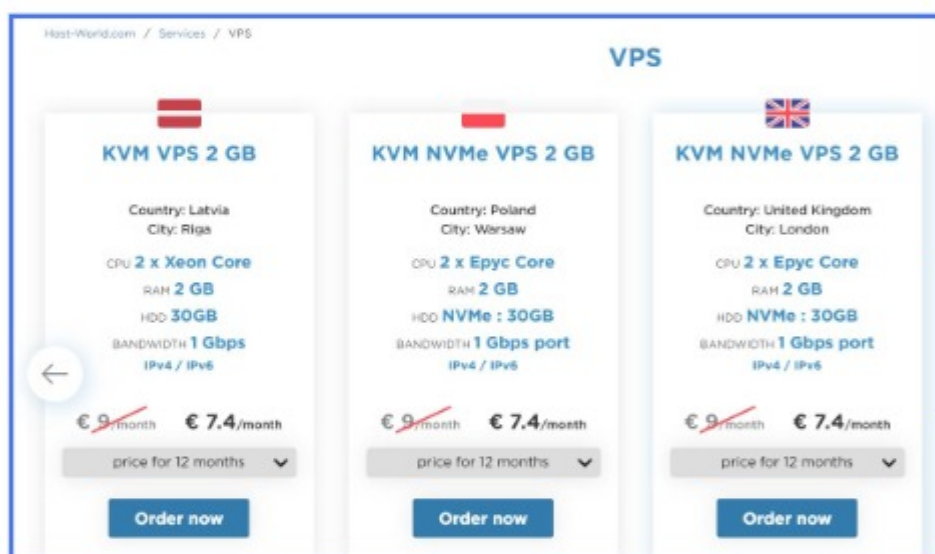 Host-World.com / Services / VPS
VPS
KVM VPS 2 GB
Country: Latvia
City: Riga
CPU 2 x Xeon Core
RAM 2 GB
HDD 30GB
BANDWIDTH 1 Gbps
IPv4 / IPv6
€ 9/month € 7.4/month
price for 12 months
Order now
KVM NVMe VPS 2 GB
Country: Poland
City: Warsaw
CPU 2 x Epyc Core
RAM 2 GB
HDD NVMe : 30GB
BANDWIDTH 1 Gbps port
IPv4 / IPv6
€ 9/month € 7.4/month
price for 12 months
Order now
KVM NVMe VPS 2 GB
Country: United Kingdom
City: London
CPU 2 x Epyc Core
RAM 2 GB
HDD NVMe : 30GB
BANDWIDTH 1 Gbps port
IPv4 / IPv6
€ 9/month € 7.4/month
price for 12 months
Order now